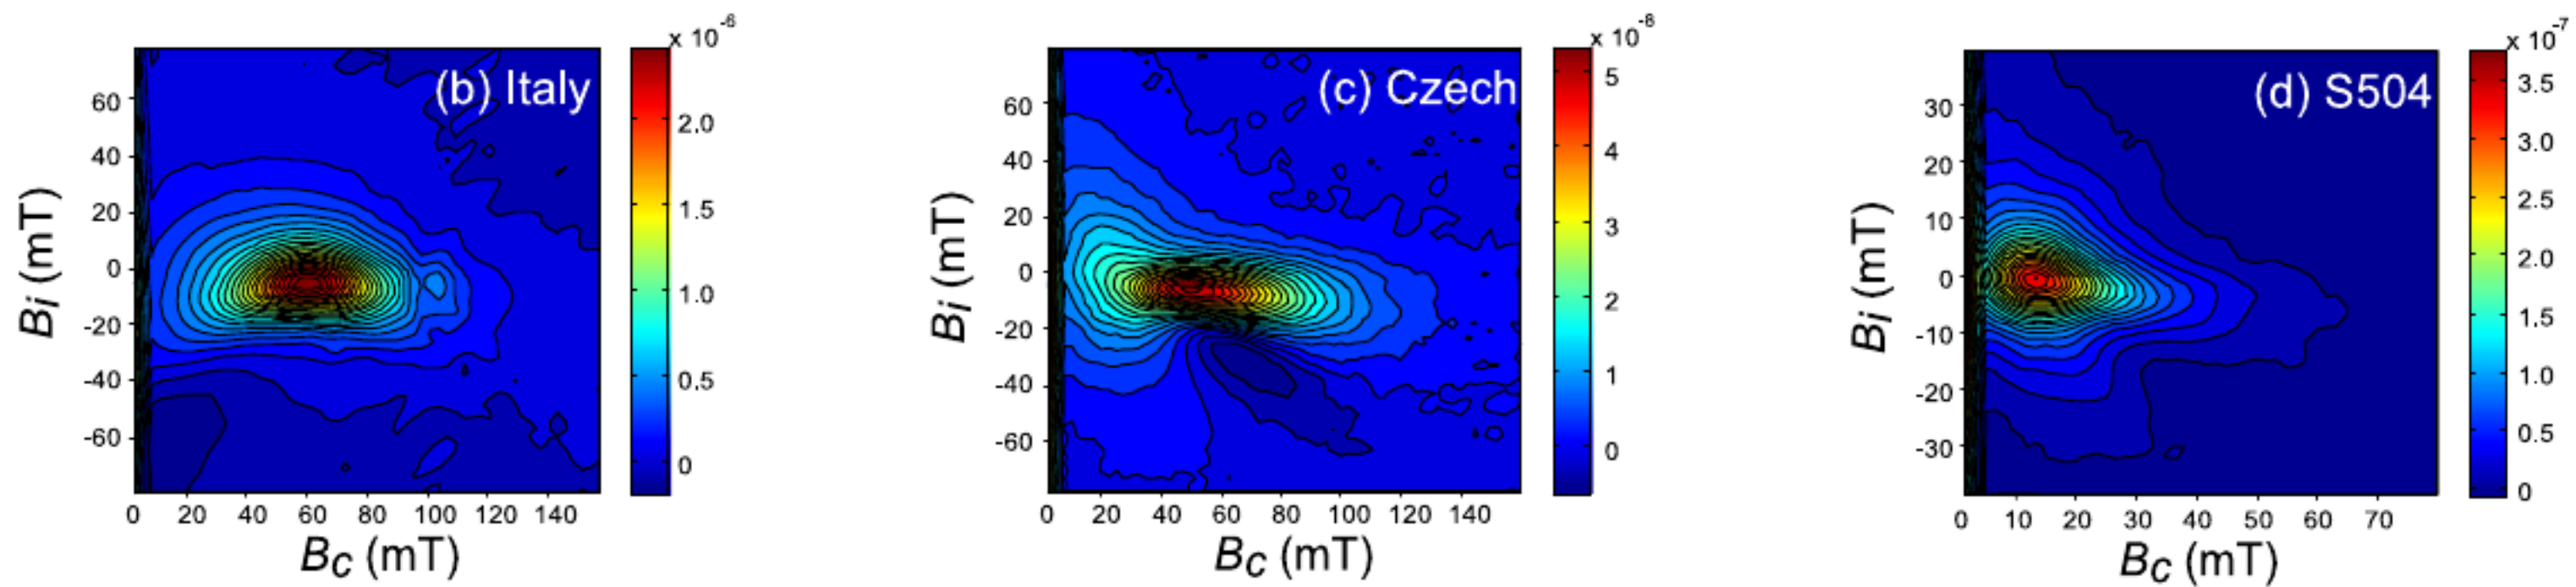 x 10⁻⁶
(b) Italy
60
40
20
0
-20
-40
-60
Bi (mT)
0 20 40 60 80 100 120 140
Bc (mT)
2.0
1.5
1.0
0.5
0
x 10⁻⁸
(c) Czech
60
40
20
0
-20
-40
-60
Bi (mT)
0 20 40 60 80 100 120 140
Bc (mT)
5
4
3
2
1
0
x 10⁻⁷
(d) S504
30
20
10
0
-10
-20
-30
Bi (mT)
0 10 20 30 40 50 60 70
Bc (mT)
3.5
3.0
2.5
2.0
1.5
1.0
0.5
0